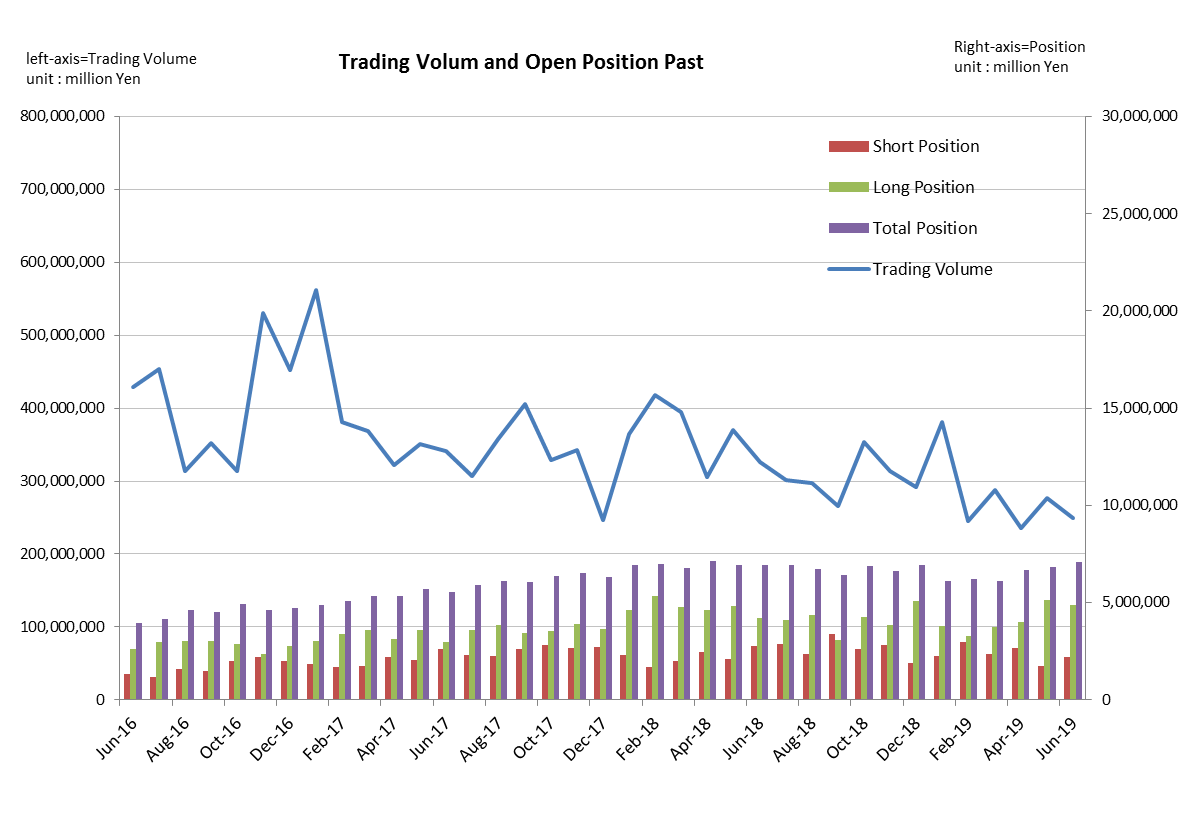 left-axis=Trading Volume
unit : million Yen
Trading Volum and Open Position Past
Right-axis=Position
unit : million Yen
800,000,000
700,000,000
600,000,000
500,000,000
400,000,000
300,000,000
200,000,000
100,000,000
0
30,000,000
25,000,000
20,000,000
15,000,000
10,000,000
5,000,000
0
Short Position
Long Position
Total Position
Trading Volume
Jun-16
Aug-16
Oct-16
Dec-16
Feb-17
Apr-17
Jun-17
Aug-17
Oct-17
Dec-17
Feb-18
Apr-18
Jun-18
Aug-18
Oct-18
Dec-18
Feb-19
Apr-19
Jun-19